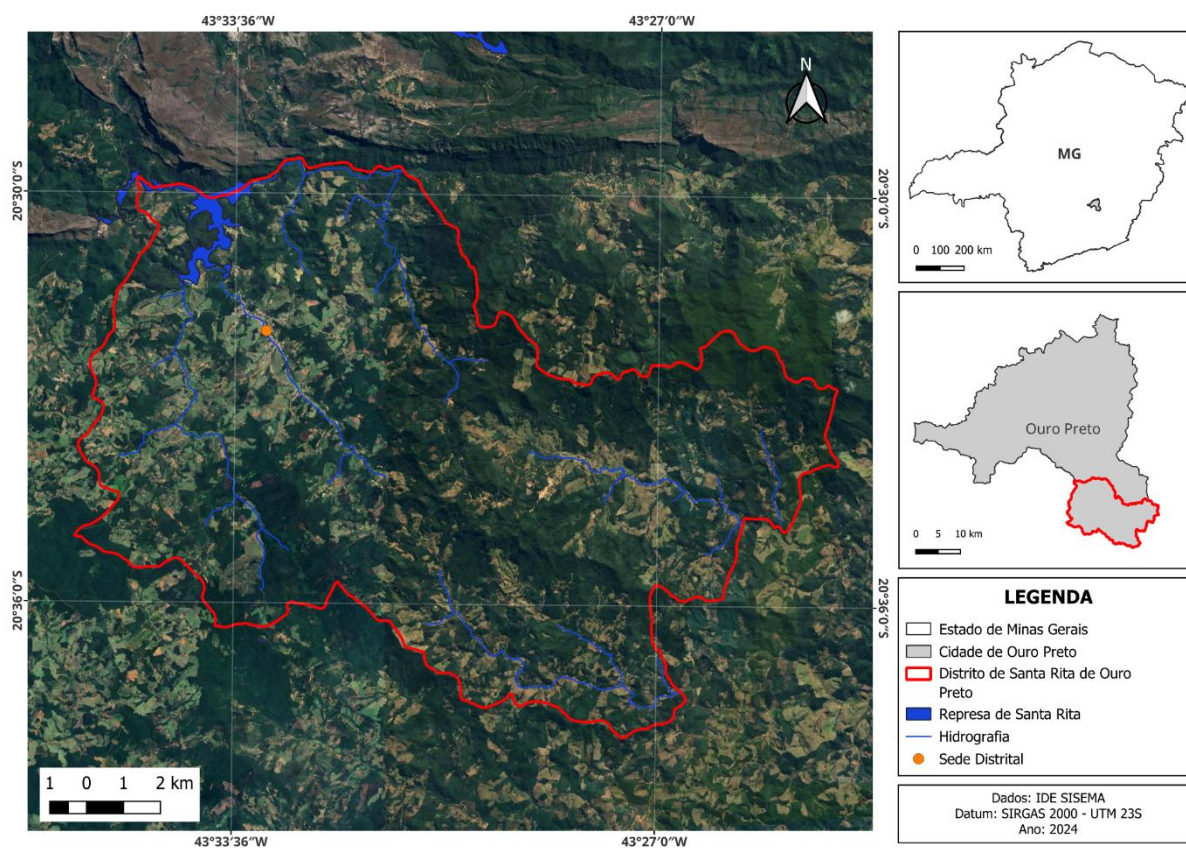 43°33’36”W
43°27’0”W
N
20°30’0”S
20°30’0”S
20°36’0”S
20°36’0”S
1 0 1 2 km
43°33’36”W
43°27’0”W
MG
0 100 200 km
Ouro Preto
0 5 10 km
LEGENDA
Estado de Minas Gerais
Cidade de Ouro Preto
Distrito de Santa Rita de Ouro
Preto
Represa de Santa Rita
Hidrografia
Sede Distrital
Dados: IDE SISEMA
Datum: SIRGAS 2000 - UTM 23S
Ano: 2024